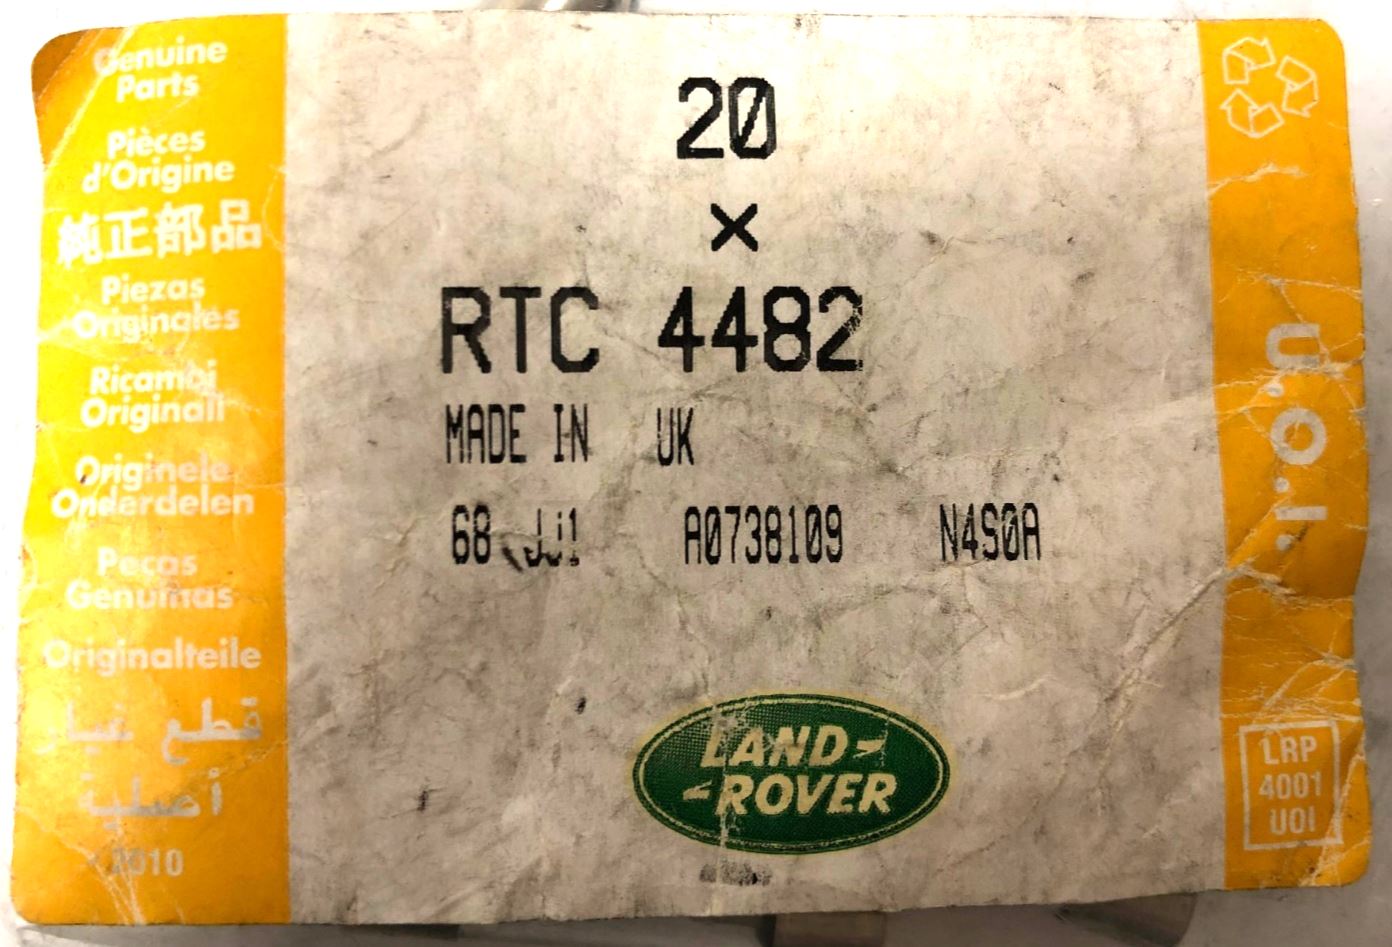 Genuine
Parts
Pièces
d'Origine
純正部品
Piezas
Originales
Ricambi
Originali
Originele
Onderdelen
Peças
Genuínas
Originalteile
قطع غيار
أصلية
2010
20
×
RTC 4482
MADE IN UK
68 A0738109 N4S0A
LAND-
-ROVER
U.O.I.
LRP
4001
UOI